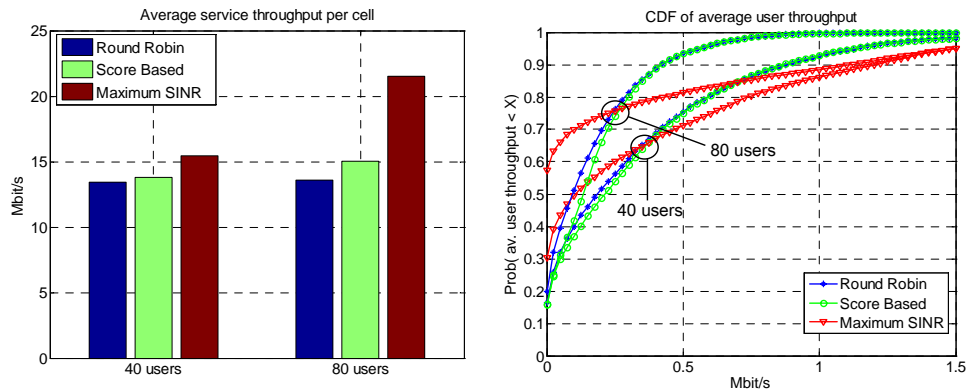 Average service throughput per cell
25
20
15
10
5
0
Mbit/s
Round Robin
Score Based
Maximum SINR
40 users
80 users
CDF of average user throughput
1
0.9
0.8
0.7
0.6
0.5
0.4
0.3
0.2
0.1
0
Prob( av. user throughput < X)
80 users
40 users
Round Robin
Score Based
Maximum SINR
0
0.5
1
1.5
Mbit/s